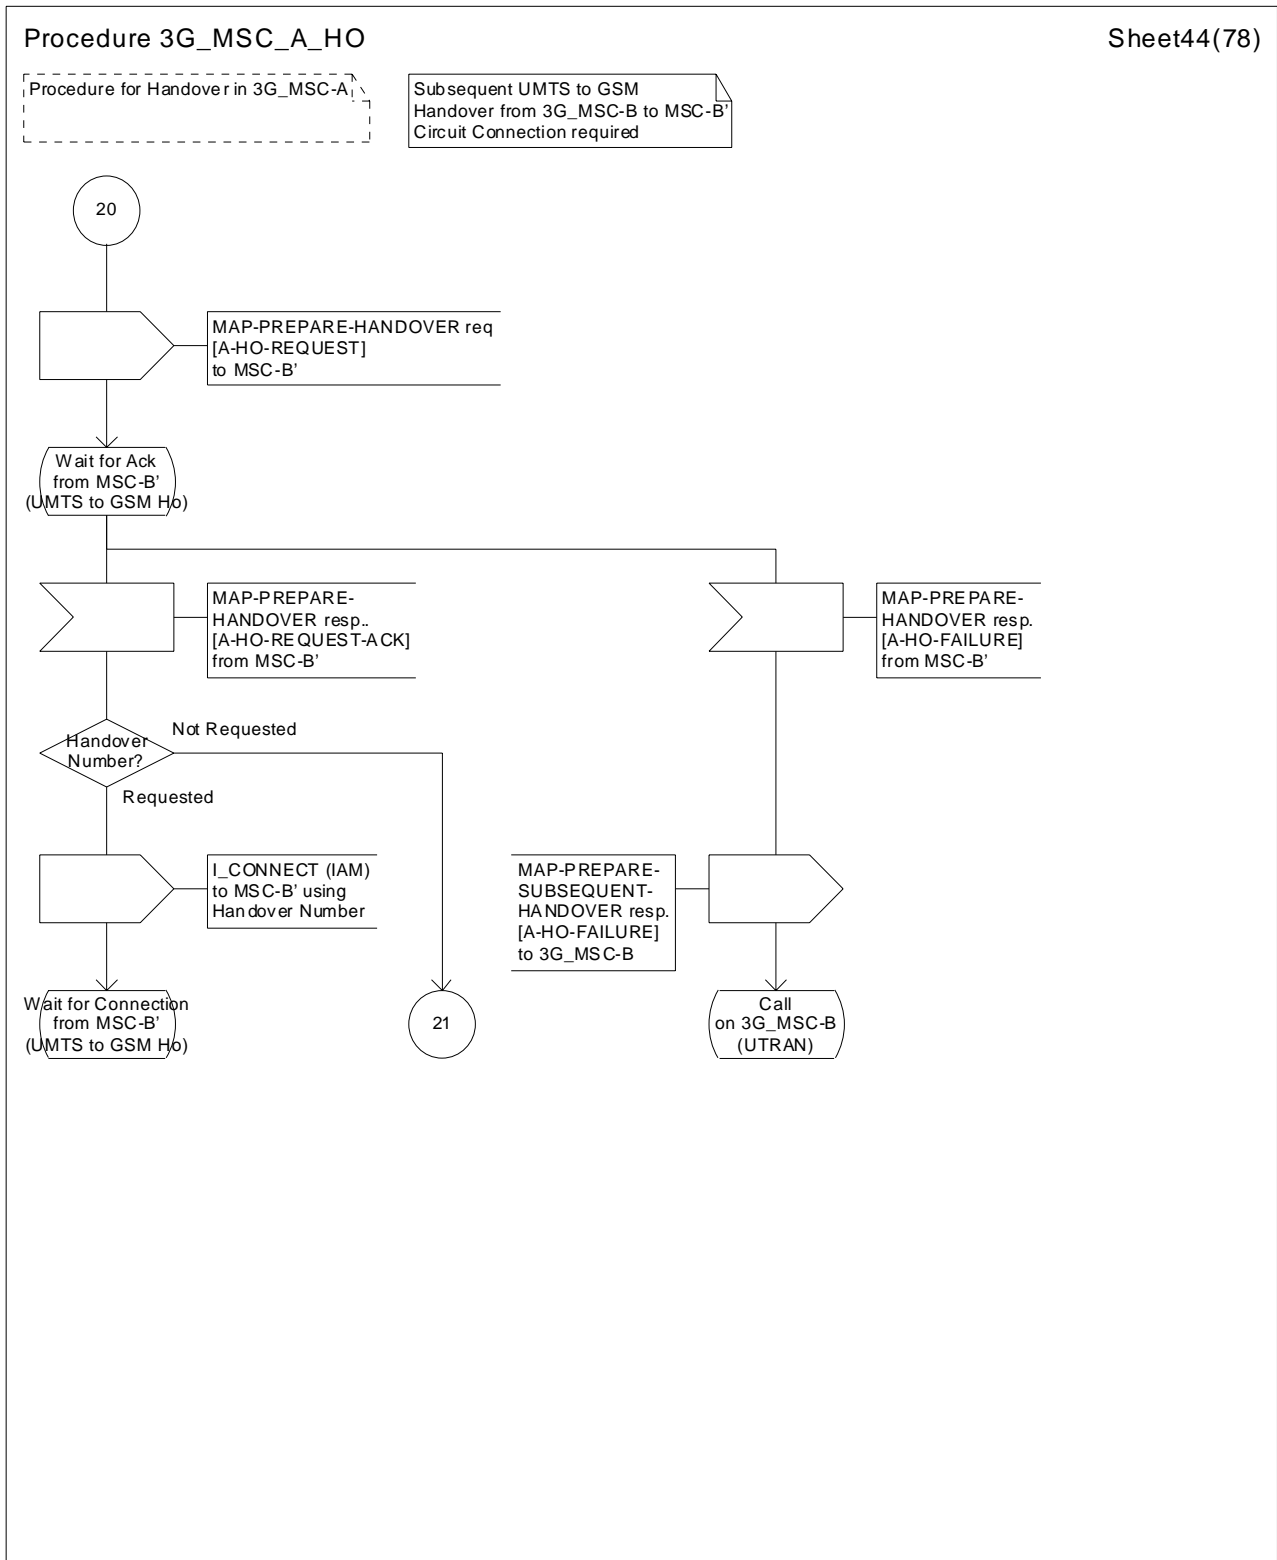 Procedure 3G_MSC_A_HO
Sheet44(78)
Procedure for Handover in 3G_MSC-A
Subsequent UMTS to GSM
Handover from 3G_MSC-B to MSC-B'
Circuit Connection required
20
MAP-PREPARE-HANDOVER req
[A-HO-REQUEST]
to MSC-B'
Wait for Ack
from MSC-B'
(UMTS to GSM Ho)
MAP-PREPARE-
HANDOVER resp..
[A-HO-REQUEST-ACK]
from MSC-B'
MAP-PREPARE-
HANDOVER resp.
[A-HO-FAILURE]
from MSC-B'
Handover
Number?
Not Requested
Requested
I_CONNECT (IAM)
to MSC-B' using
Handover Number
MAP-PREPARE-
SUBSEQUENT-
HANDOVER resp.
[A-HO-FAILURE]
to 3G_MSC-B
Wait for Connection
from MSC-B'
(UMTS to GSM Ho)
21
Call
on 3G_MSC-B
(UTRAN)